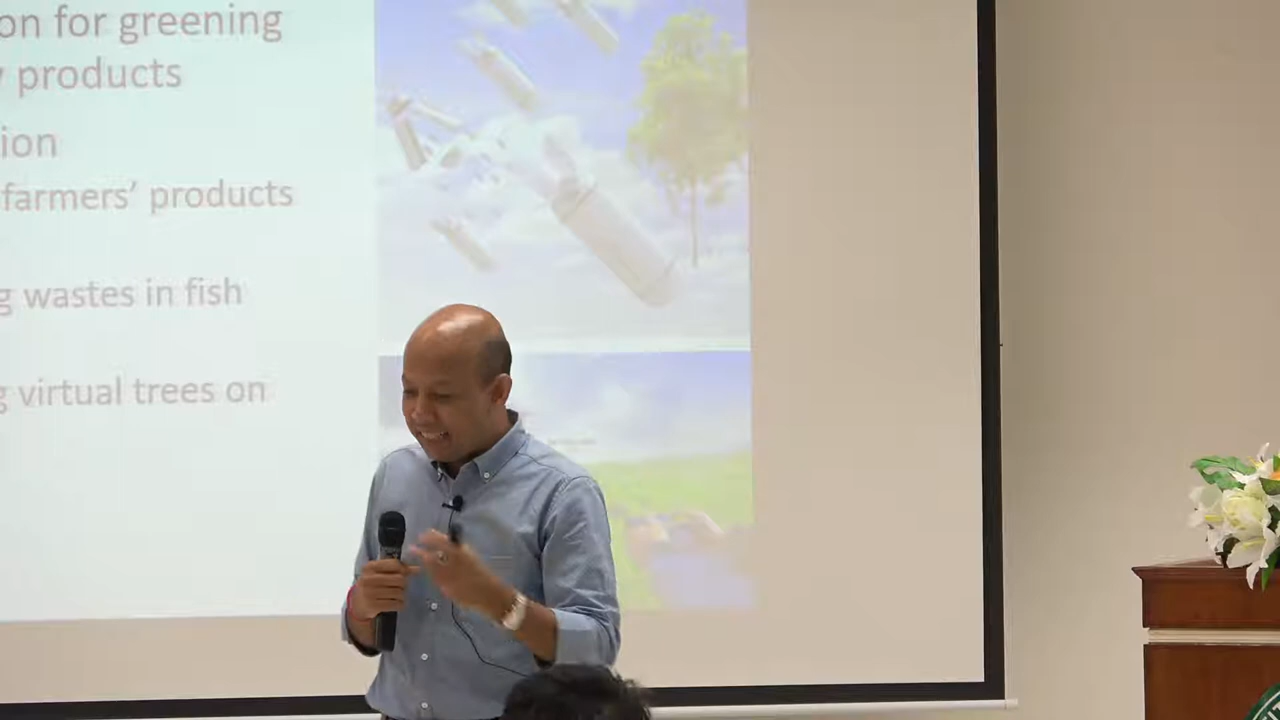 on for greening
products
ion
farmers’ products
g wastes in fish
g virtual trees on